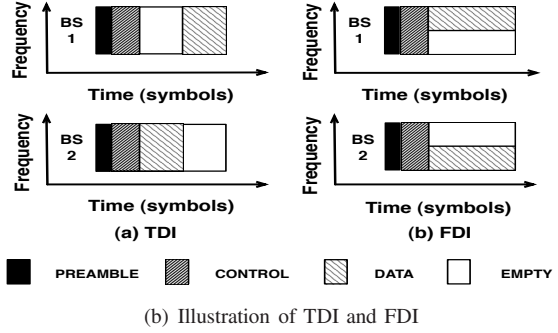 Frequency
BS
1
Time (symbols)
Frequency
BS
1
Time (symbols)
Frequency
BS
2
Time (symbols)
(a) TDI
Frequency
BS
2
Time (symbols)
(b) FDI
PREAMBLE CONTROL DATA EMPTY
(b) Illustration of TDI and FDI